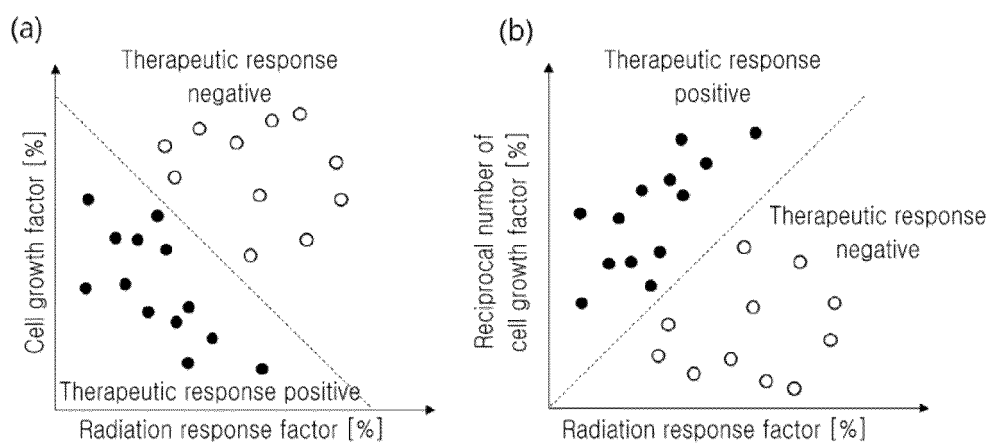 (a)
Therapeutic response
negative
Cell growth factor [%]
Therapeutic response positive
Radiation response factor [%]
(b)
Therapeutic response
positive
Reciprocal number of
cell growth factor [%]
Therapeutic response
negative
Radiation response factor [%]